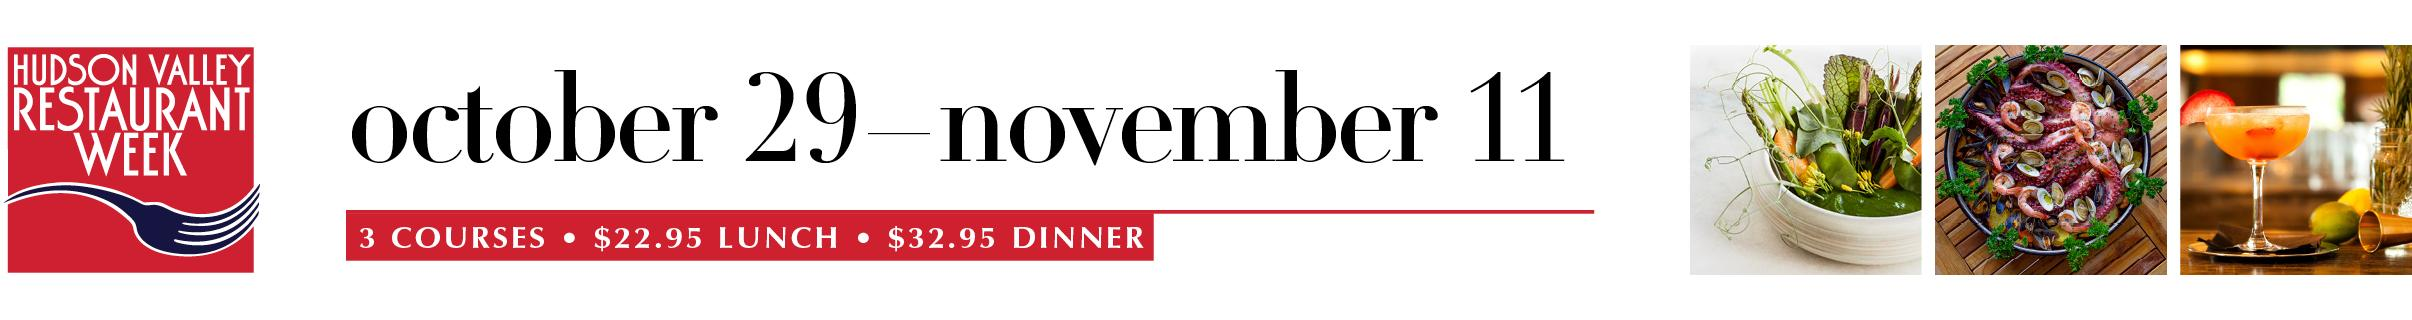 HUDSON VALLEY
RESTAURANT
WEEK
october 29–november 11
3 COURSES • $22.95 LUNCH • $32.95 DINNER